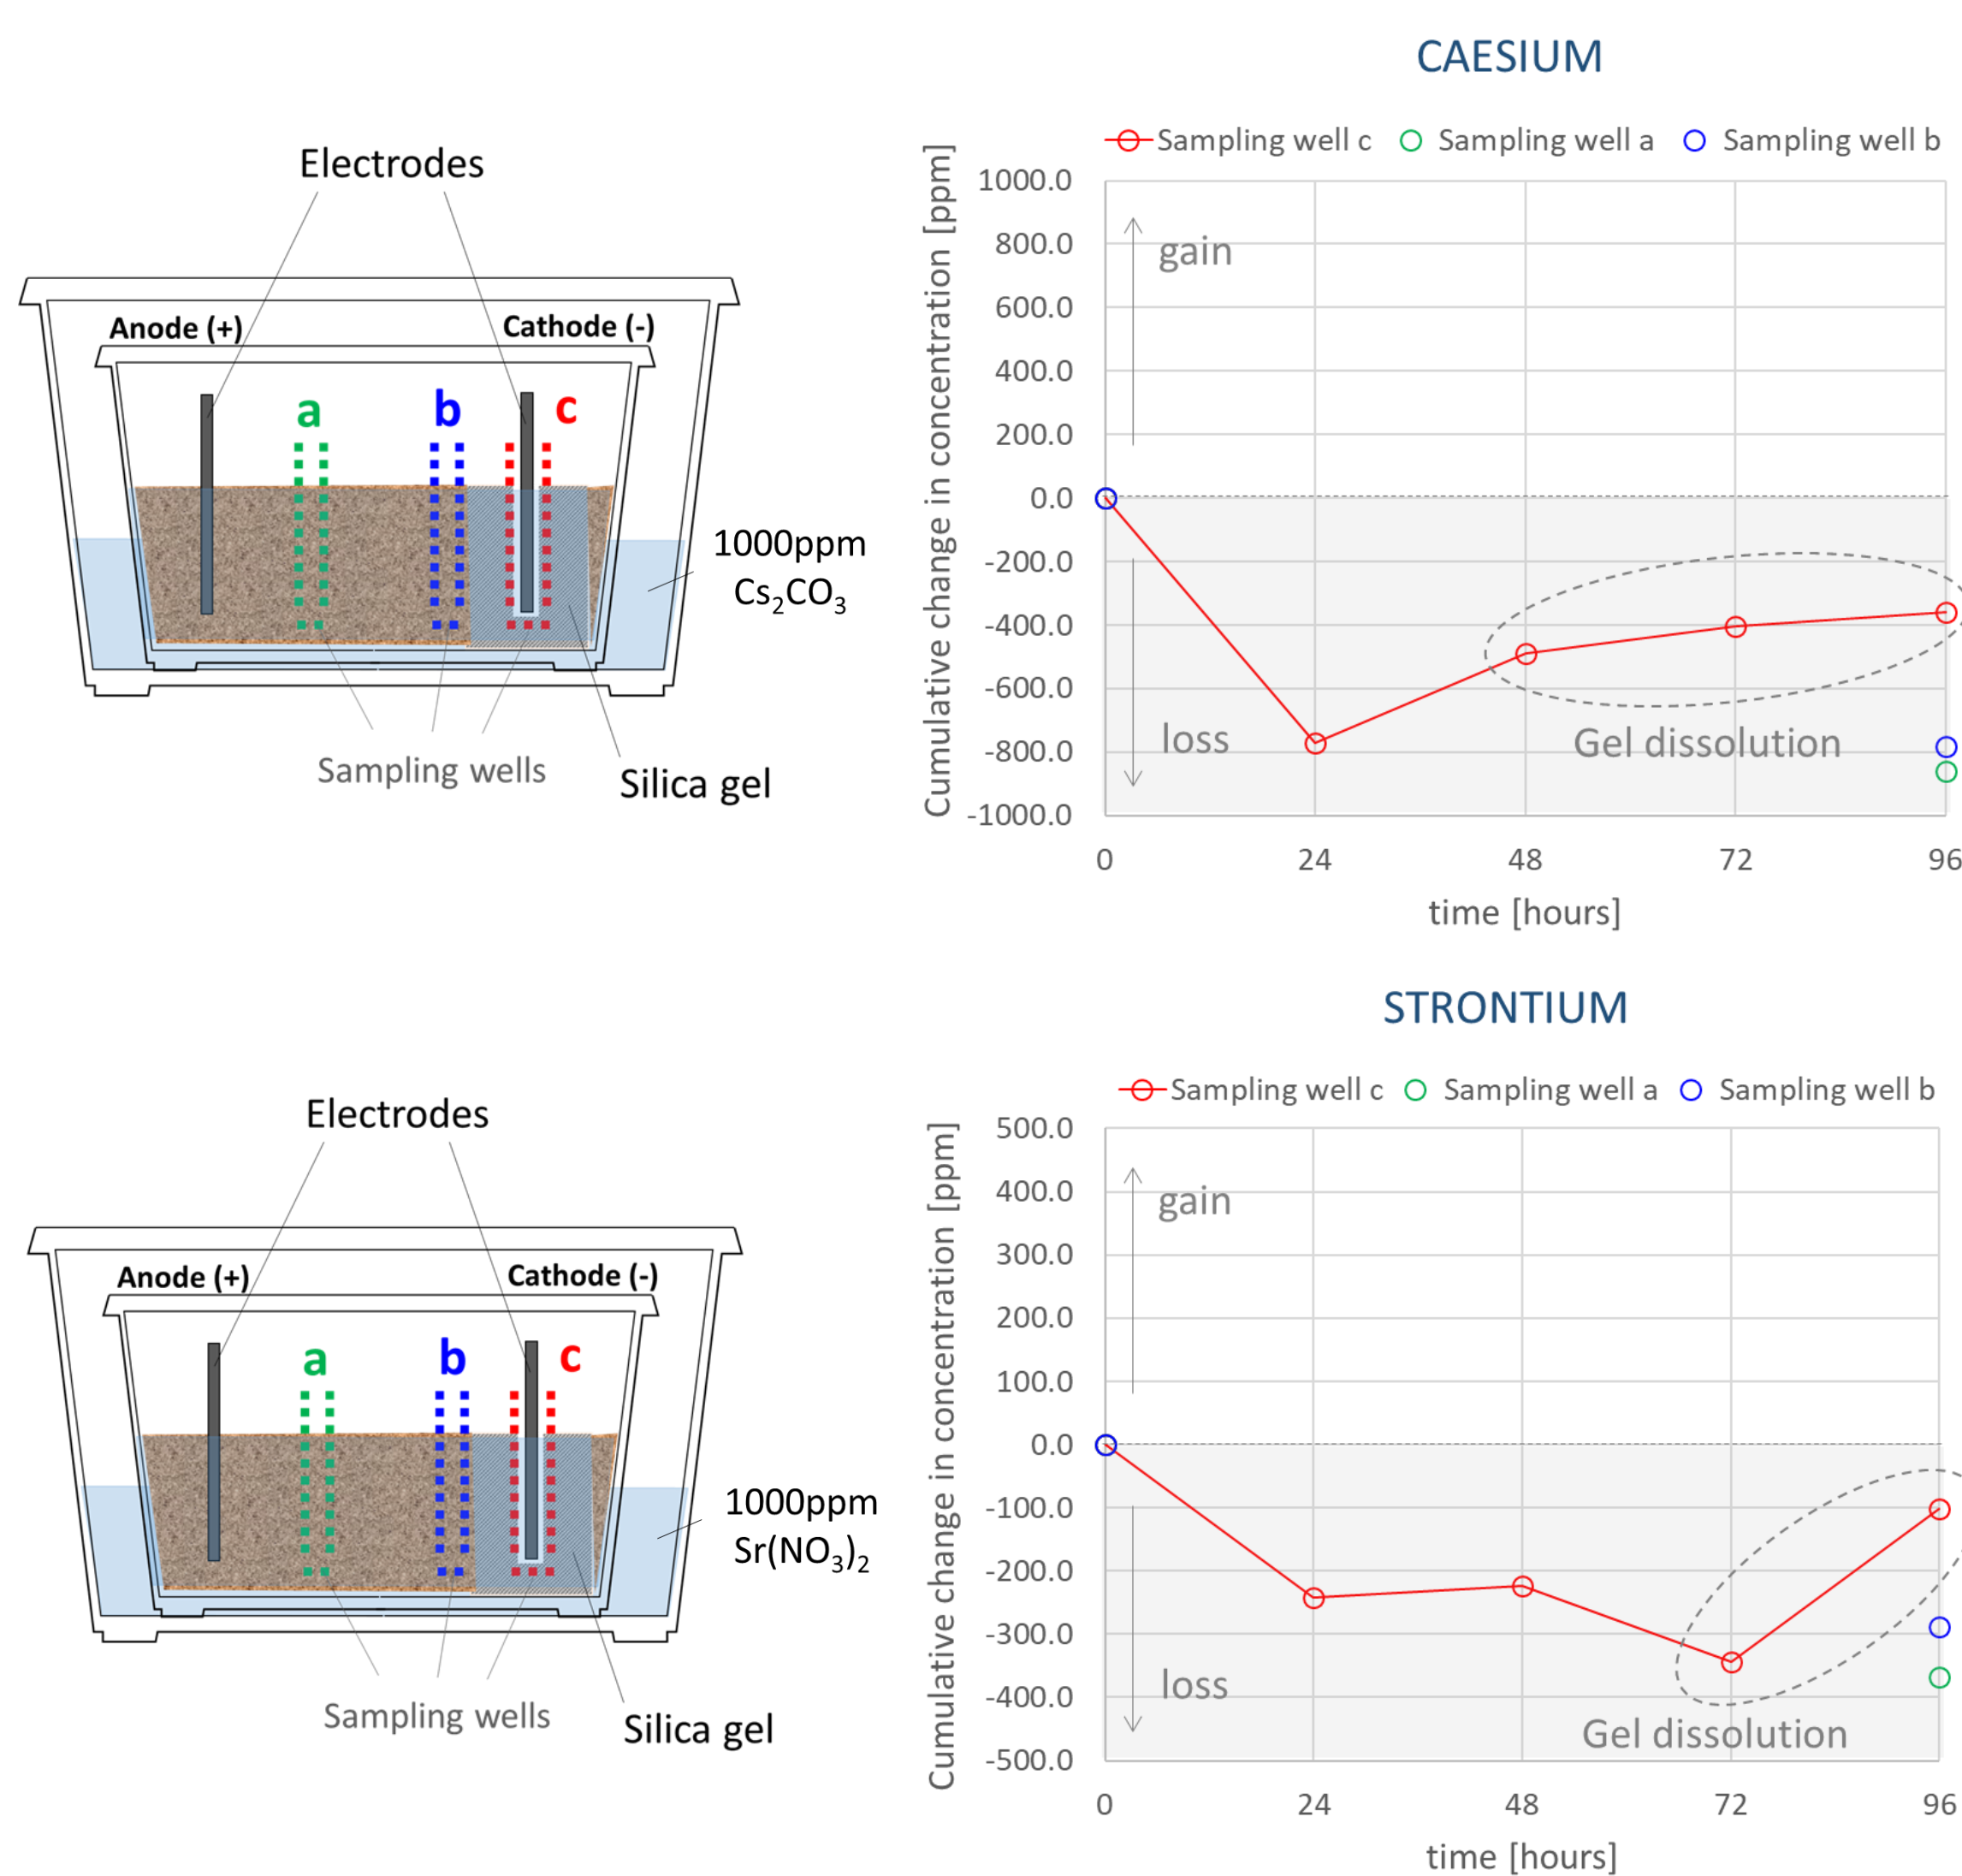 CAESIUM
Sampling well c
Sampling well a
Sampling well b
Electrodes
Anode (+)
Cathode (-)
a
b
c
1000ppm
Cs₂CO₃
Sampling wells
Silica gel
Cumulative change in concentration [ppm]
1000.0
800.0
600.0
400.0
200.0
0.0
-200.0
-400.0
-600.0
-800.0
-1000.0
gain
loss
Gel dissolution
0
24
48
72
96
time [hours]
STRONTIUM
Sampling well c
Sampling well a
Sampling well b
Electrodes
Anode (+)
Cathode (-)
a
b
c
1000ppm
Sr(NO₃)₂
Sampling wells
Silica gel
Cumulative change in concentration [ppm]
500.0
400.0
300.0
200.0
100.0
0.0
-100.0
-200.0
-300.0
-400.0
-500.0
gain
loss
Gel dissolution
0
24
48
72
96
time [hours]